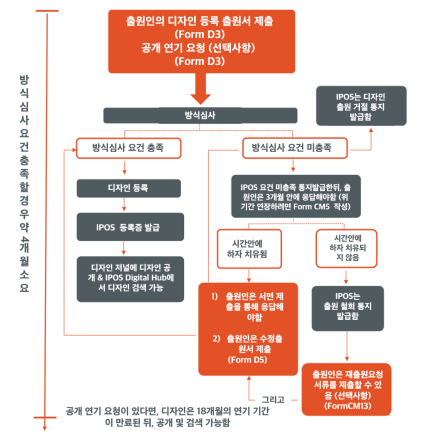 출원인의 디자인 등록 출원서 제출
(Form D3)
공개 연기 요청 (선택사항)
(Form D3)
방식심사
IPOS는 디자인
출원 거절 통지
발급함
방식심사 요건 충족
방식심사 요건 미충족
디자인 등록
IPOS 등록증 발급
디자인 저널에 디자인 공
개 & IPOS Digital Hub에
서 디자인 검색 가능
IPOS 요건 미충족 통지발급한뒤, 출
원인은 3개월 안에 응답해야함 (위
기간 연장하려면 Form CM5 작성)
시간안에
하자 치유됨
시간안에
하자 치유되
지 않음
1) 출원인은 서면 제
출을 통해 응답해
야함
2) 출원인은 수정출
원서 제출
(Form D5)
IPOS는
출원 철회 통지
발급함
그리고
출원인은 재출원요청
서류를 제출할 수 있
음 (선택사항)
(FormCM13)
방식심사요건충족할경우약4개월소요
공개 연기 요청이 있다면, 디자인은 18개월의 연기 기간
이 만료된 뒤, 공개 및 검색 가능함